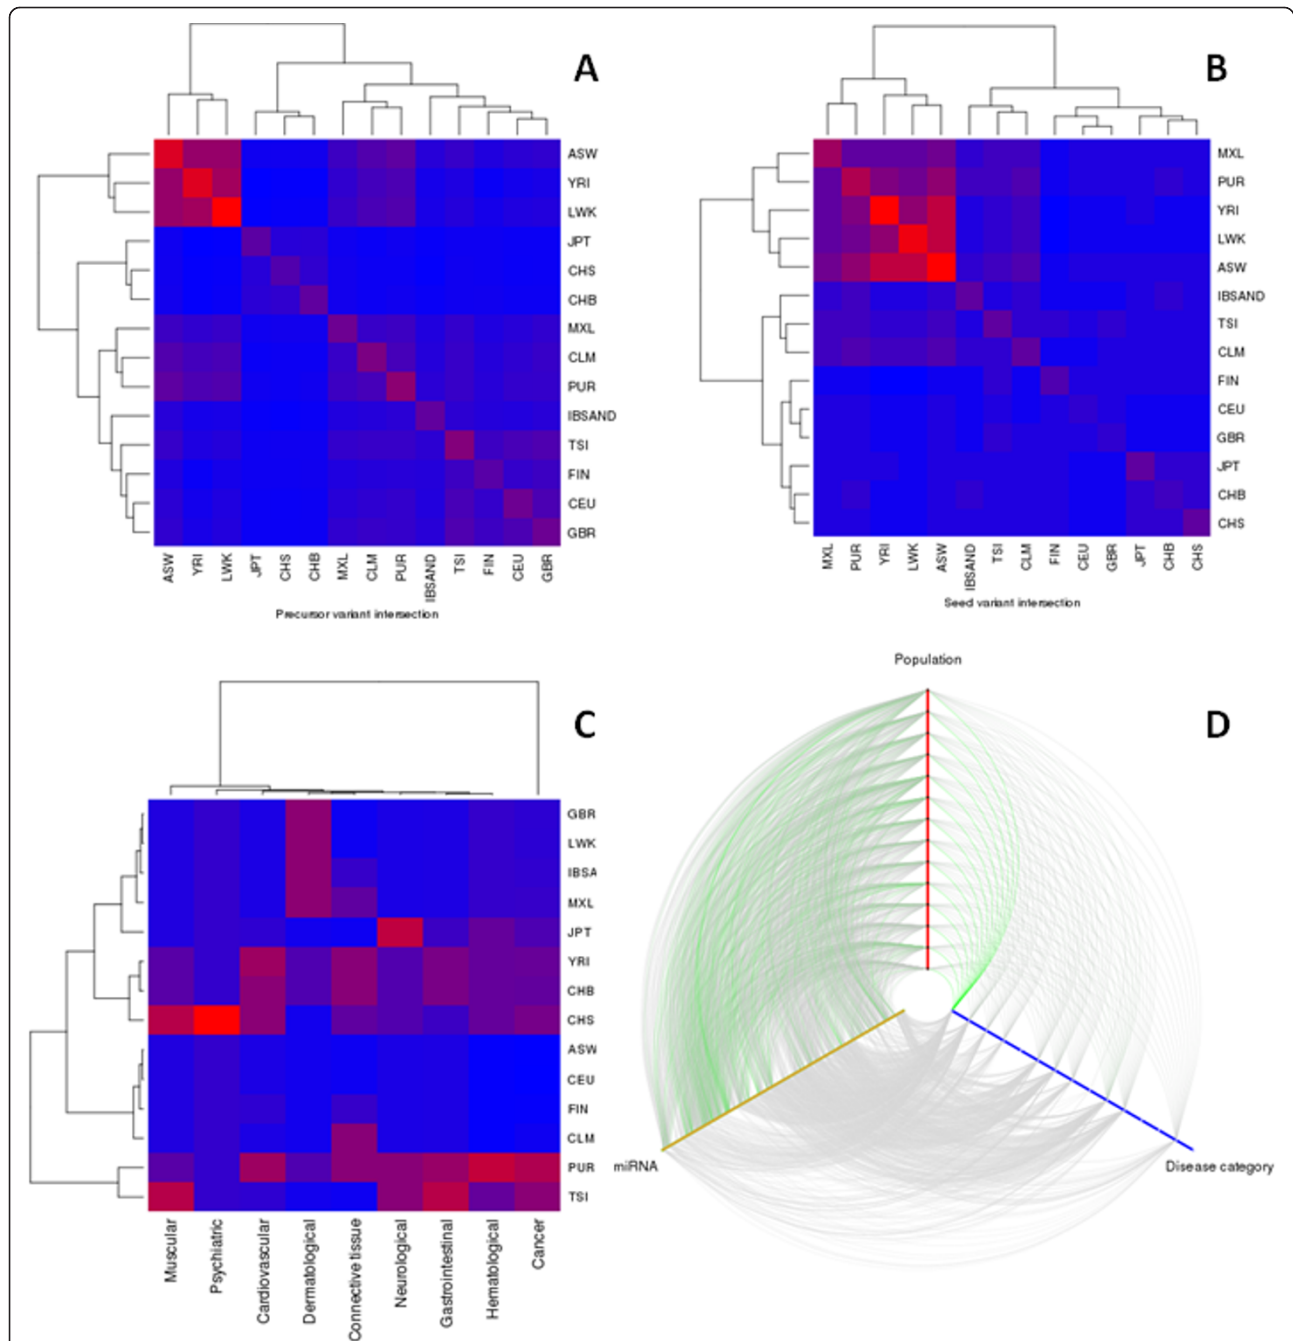 A
ASW
YRI
LWK
JPT
CHS
CHB
MXL
CLM
PUR
IBSAND
TSI
FIN
CEU
GBR
ASW YRI LWK JPT CHS CHB MXL CLM PUR IBSAND TSI FIN CEU GBR
Precursor variant intersection
B
MXL
PUR
YRI
LWK
ASW
IBSAND
TSI
CLM
FIN
CEU
GBR
JPT
CHB
CHS
MXL PUR YRI LWK ASW IBSAND TSI CLM FIN CEU GBR JPT CHB CHS
Seed variant intersection
C
GBR
LWK
IBSA
MXL
JPT
YRI
CHB
CHS
ASW
CEU
FIN
CLM
PUR
TSI
Muscular Psychiatric Cardiovascular Dermatological Connective tissue Neurological Gastrointestinal Hematological Cancer
Population
D
miRNA
Disease category